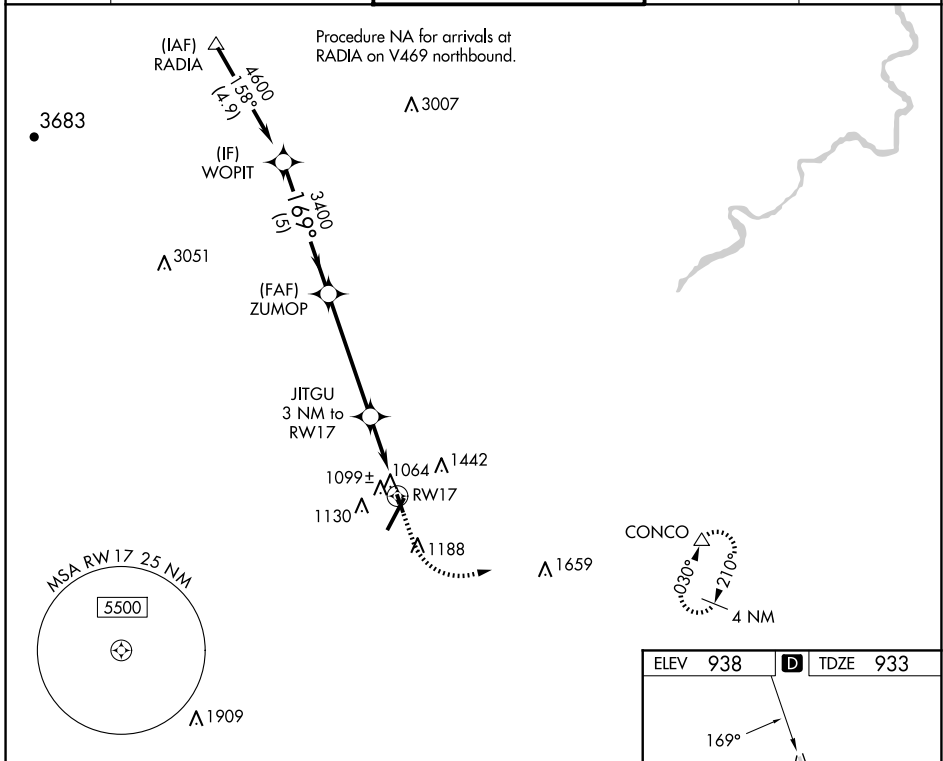 (IAF)
RADIA
Procedure NA for arrivals at
RADIA on V469 northbound.
4600
158°
(4.9)
3007
3683
(IF)
WOPIT
3400
169°
(5)
3051
(FAF)
ZUMOP
JITGU
3 NM to
RW17
1064
1442
1099±
RW17
1130
1188
1659
CONCO
030°
210°
4 NM
MSA RW 17 25 NM
5500
1909
ELEV 938 D TDZE 933
169°